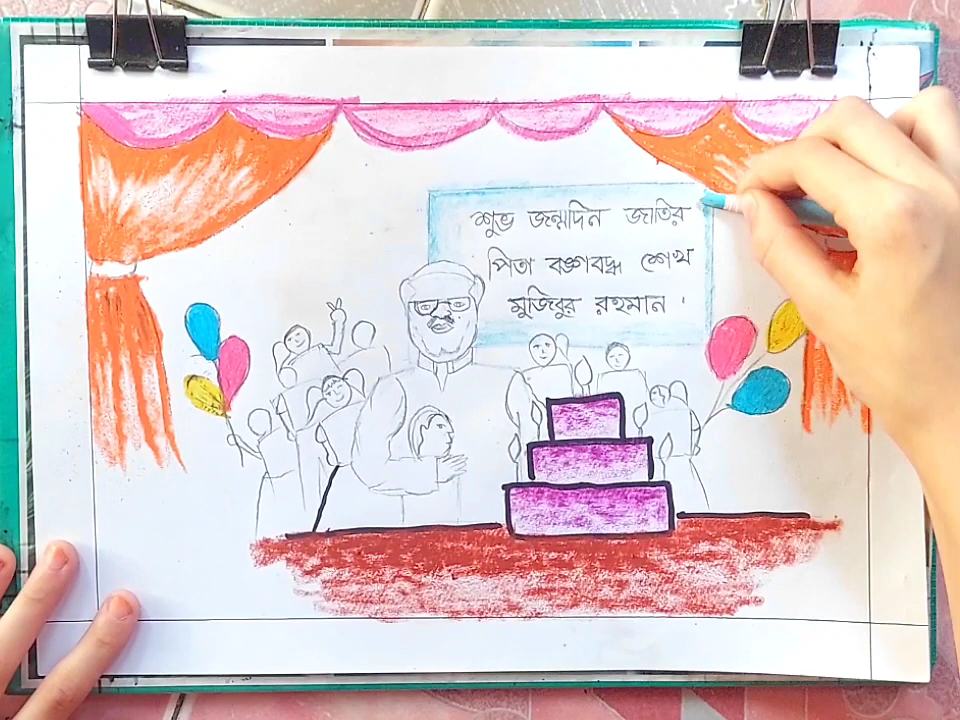 শুভ জন্মদিন জাতির
পিতা বঙ্গবন্ধু শেখ
মুজিবুর রহমান ।